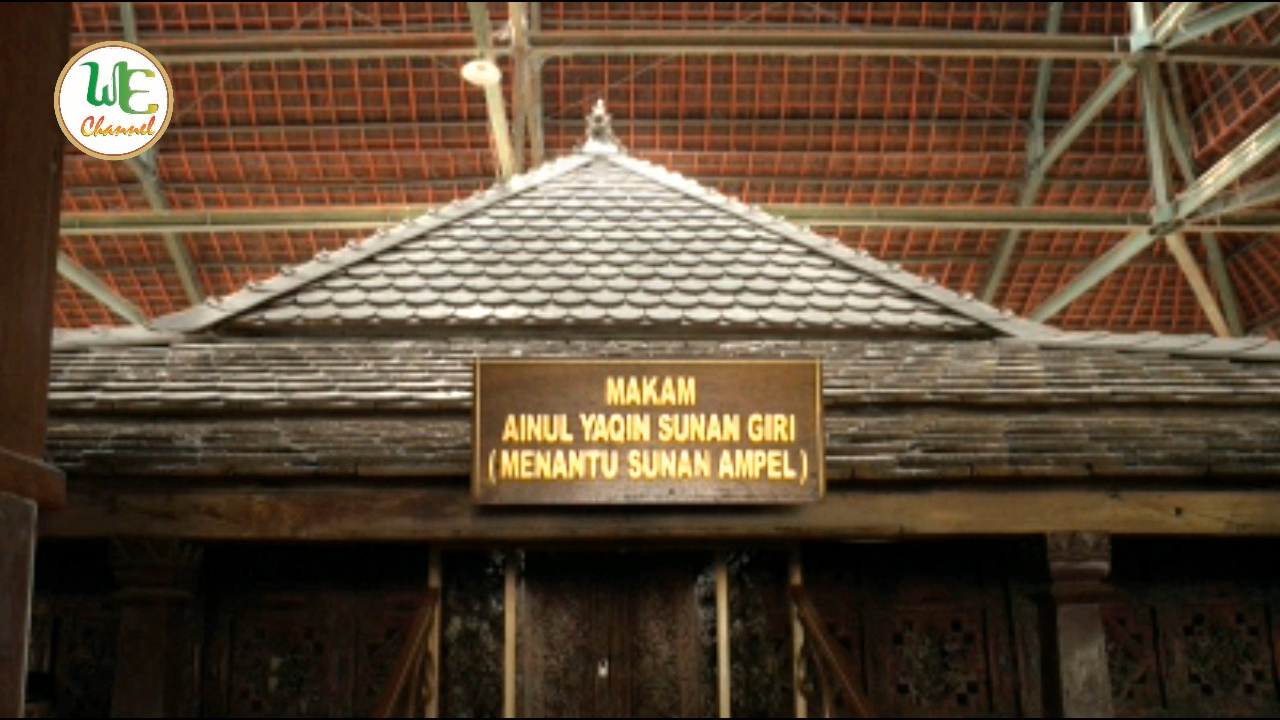 WE
Channel
MAKAM
AINUL YAQIN SUNAN GIRI
(MENANTU SUNAN AMPEL)